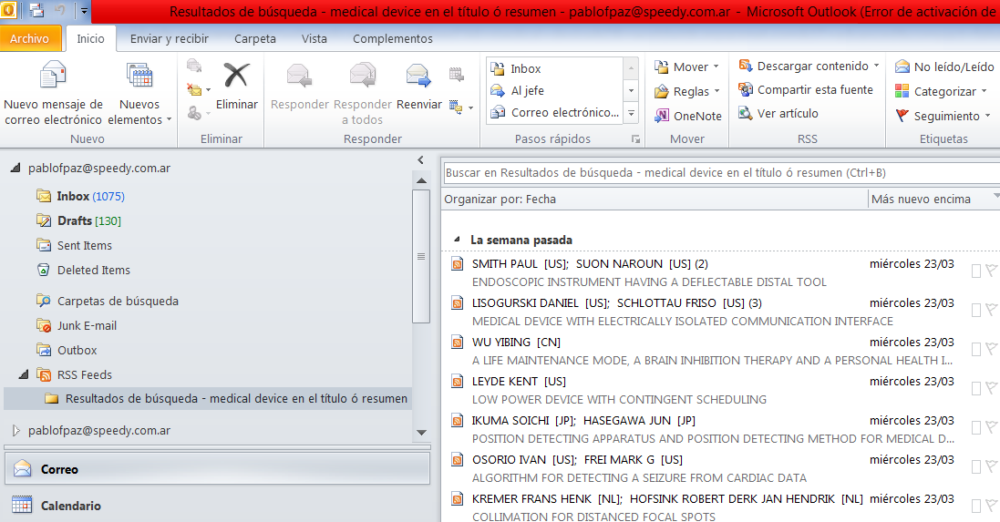 Resultados de búsqueda - medical device en el título ó resumen - pablofpaz@speedy.com.ar - Microsoft Outlook (Error de activación de
Archivo Inicio Enviar y recibir Carpeta Vista Complementos
Nuevo mensaje de correo electrónico
Nuevos elementos
Nuevo
Eliminar
Eliminar
Responder
Responder a todos
Reenviar
Responder
Inbox
Al jefe
Correo electrónico...
Pasos rápidos
Mover
Reglas
OneNote
Mover
Descargar contenido
Compartir esta fuente
Ver artículo
RSS
No leído/Leído
Categorizar
Seguimiento
Etiquetas
pablofpaz@speedy.com.ar
Inbox (1075)
Drafts [130]
Sent Items
Deleted Items
Carpetas de búsqueda
Junk E-mail
Outbox
RSS Feeds
Resultados de búsqueda - medical device en el título ó resumen
pablofpaz@speedy.com.ar
Correo
Calendario
Buscar en Resultados de búsqueda - medical device en el título ó resumen (Ctrl+B)
Organizar por: Fecha Más nuevo encima
La semana pasada
SMITH PAUL [US]; SUON NAROUN [US] (2) miércoles 23/03
ENDOSCOPIC INSTRUMENT HAVING A DEFLECTABLE DISTAL TOOL
LISOGURSKI DANIEL [US]; SCHLOTTAU FRISO [US] (3) miércoles 23/03
MEDICAL DEVICE WITH ELECTRICALLY ISOLATED COMMUNICATION INTERFACE
WU YIBING [CN] miércoles 23/03
A LIFE MAINTENANCE MODE, A BRAIN INHIBITION THERAPY AND A PERSONAL HEALTH I...
LEYDE KENT [US] miércoles 23/03
LOW POWER DEVICE WITH CONTINGENT SCHEDULING
IKUMA SOICHI [JP]; HASEGAWA JUN [JP] miércoles 23/03
POSITION DETECTING APPARATUS AND POSITION DETECTING METHOD FOR MEDICAL D...
OSORIO IVAN [US]; FREI MARK G [US] miércoles 23/03
ALGORITHM FOR DETECTING A SEIZURE FROM CARDIAC DATA
KREMER FRANS HENK [NL]; HOFSINK ROBERT DERK JAN HENDRIK [NL] miércoles 23/03
COLLIMATION FOR DISTANCED FOCAL SPOTS